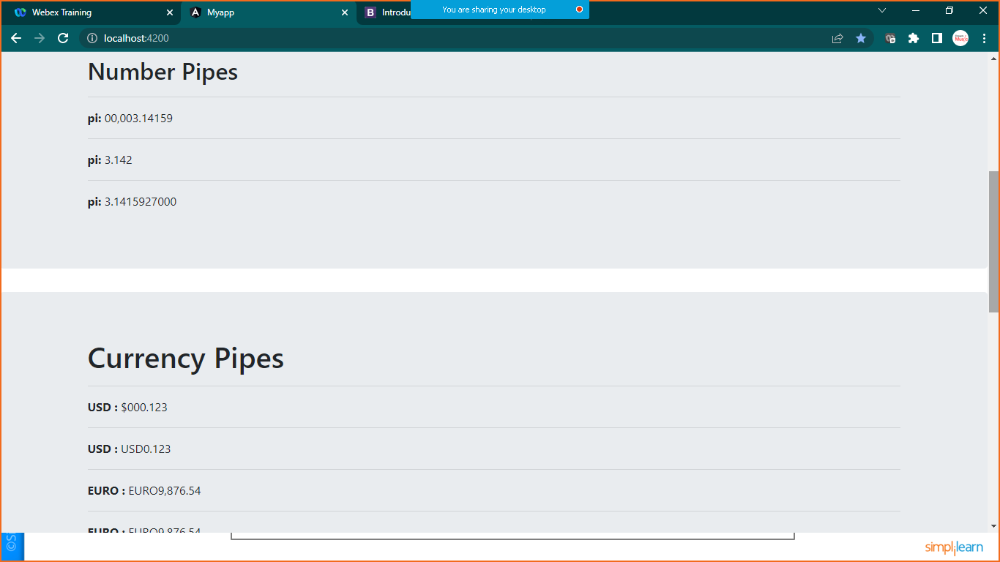 Webex Training
Myapp
B Introdu
You are sharing your desktop
localhost:4200
Number Pipes
pi: 00,003.14159
pi: 3.142
pi: 3.1415927000
Currency Pipes
USD : $000.123
USD : USD0.123
EURO : EURO9,876.54
EURO : EURO9,876.54
simplilearn